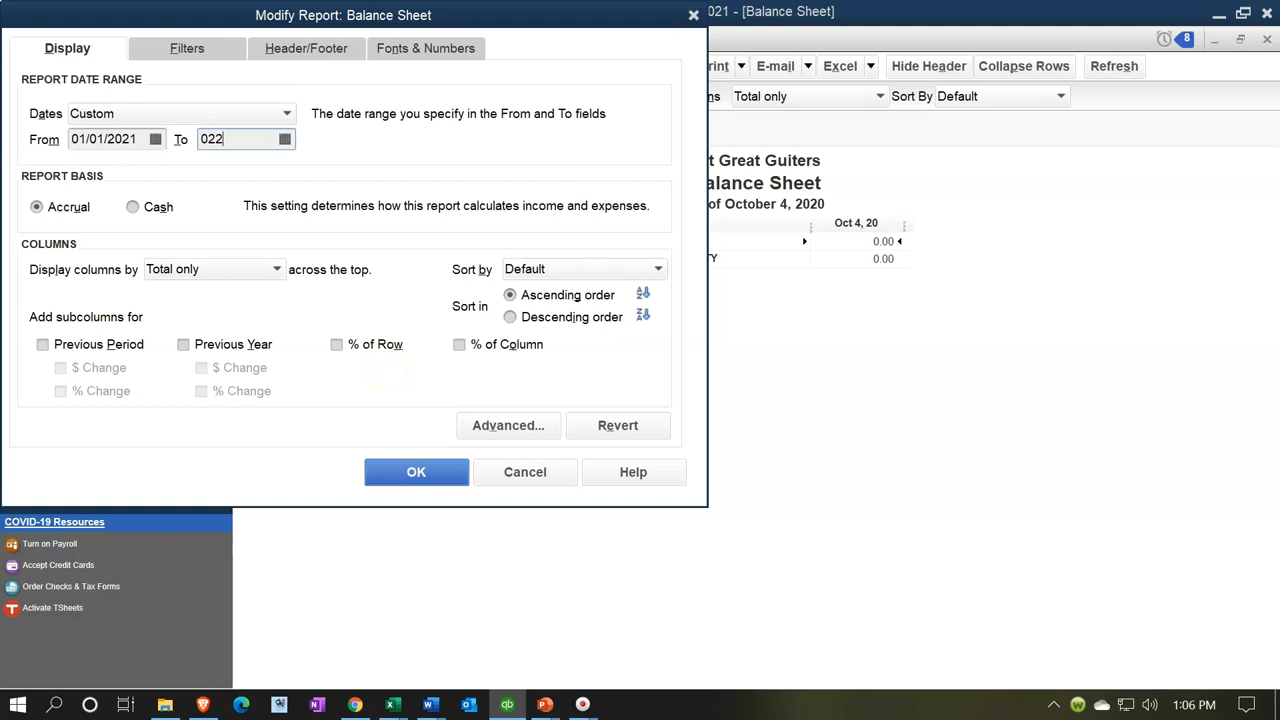 Modify Report: Balance Sheet
021 - [Balance Sheet]
8
Display
Filters
Header/Footer
Fonts & Numbers
E-mail
Excel
Hide Header
Collapse Rows
Refresh
REPORT DATE RANGE
Total only
Sort By
Default
Dates
Custom
The date range you specify in the From and To fields
From
01/01/2021
To
022
REPORT BASIS
Accrual
Cash
This setting determines how this report calculates income and expenses.
t Great Guiters
alance Sheet
of October 4, 2020
Oct 4, 20
0.00
0.00
COLUMNS
Display columns by
Total only
across the top.
Sort by
Default
Sort in
Ascending order
Descending order
Add subcolumns for
Previous Period
Previous Year
% of Row
% of Column
$ Change
$ Change
% Change
% Change
Advanced...
Revert
OK
Cancel
Help
COVID-19 Resources
Turn on Payroll
Accept Credit Cards
Order Checks & Tax Forms
Activate TSheets
1:06 PM